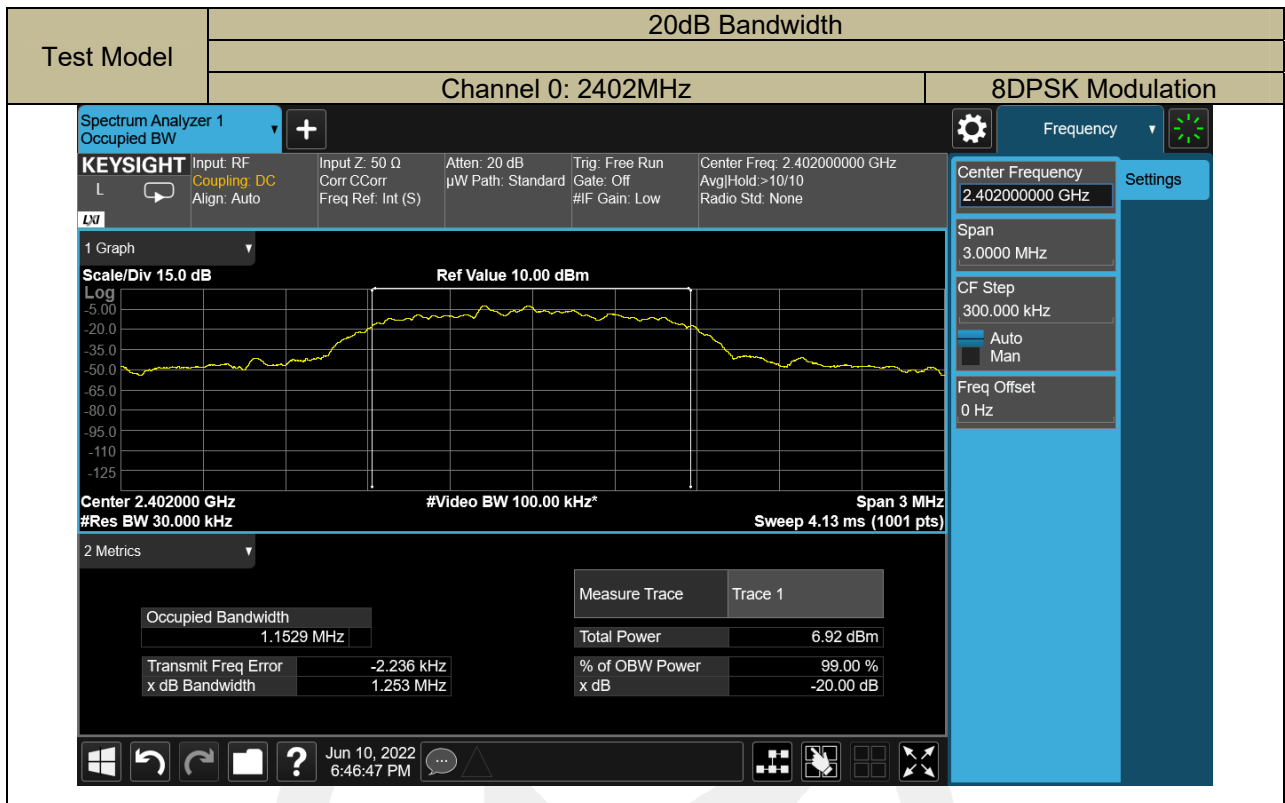 20dB Bandwidth
Test Model
Channel 0: 2402MHz 8DPSK Modulation
Spectrum Analyzer 1
Occupied BW
+
Frequency
KEYSIGHT Input: RF Input Z: 50 Ω Atten: 20 dB Trig: Free Run Center Freq: 2.402000000 GHz
L Coupling: DC Corr CCorr µW Path: Standard Gate: Off Avg|Hold:>10/10
Align: Auto Freq Ref: Int (S) #IF Gain: Low Radio Std: None
LXI
Center Frequency
2.402000000 GHz
Settings
Span
3.0000 MHz
CF Step
300.000 kHz
Auto
Man
Freq Offset
0 Hz
1 Graph
Scale/Div 15.0 dB Ref Value 10.00 dBm
Log
-5.00
-20.0
-35.0
-50.0
-65.0
-80.0
-95.0
-110
-125
Center 2.402000 GHz #Video BW 100.00 kHz* Span 3 MHz
#Res BW 30.000 kHz Sweep 4.13 ms (1001 pts)
2 Metrics
Measure Trace Trace 1
Occupied Bandwidth
1.1529 MHz
Total Power 6.92 dBm
Transmit Freq Error -2.236 kHz % of OBW Power 99.00 %
x dB Bandwidth 1.253 MHz x dB -20.00 dB
? Jun 10, 2022
6:46:47 PM